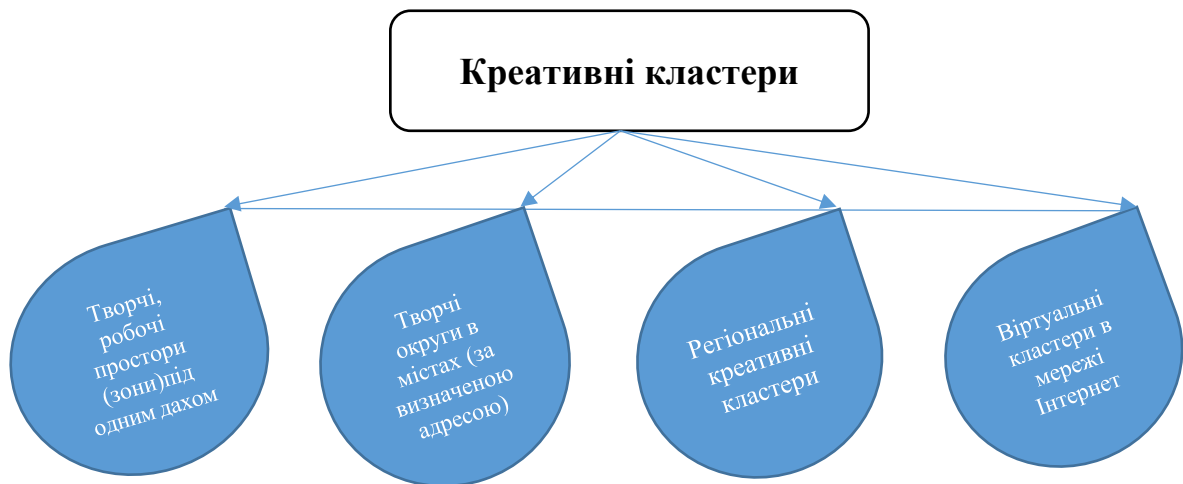 Креативні кластери
Творчі,
робочі
простори
(зони)під
одним дахом
Творчі
округи в
містах (за
визначеною
адресою)
Регіональні
креативні
кластери
Віртуальні
кластери в
мережі
Інтернет